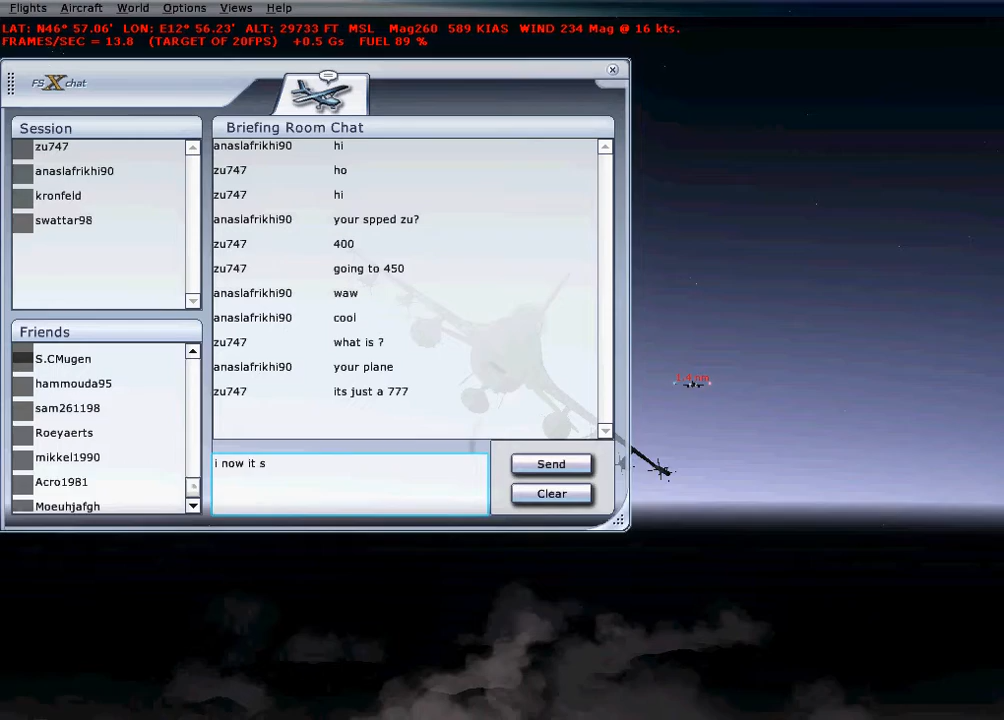 Flights Aircraft World Options Views Help
LAT: N46° 57.06' LON: E12° 56.23' ALT: 29733 FT MSL Mag260 589 KIAS WIND 234 Mag @ 16 kts.
FRAMES/SEC = 13.8 (TARGET OF 20FPS) +0.5 Gs FUEL 89 %
FSXchat
Session
zu747
anaslafrikhi90
kronfeld
swattar98
Friends
S.CMugen
hammouda95
sam261198
Roeyaerts
mikkel1990
Acro1981
Moeuhjafgh
Briefing Room Chat
anaslafrikhi90 hi
zu747 ho
zu747 hi
anaslafrikhi90 your spped zu?
zu747 400
zu747 going to 450
anaslafrikhi90 waw
anaslafrikhi90 cool
zu747 what is ?
anaslafrikhi90 your plane
zu747 its just a 777
i now it s
Send
Clear